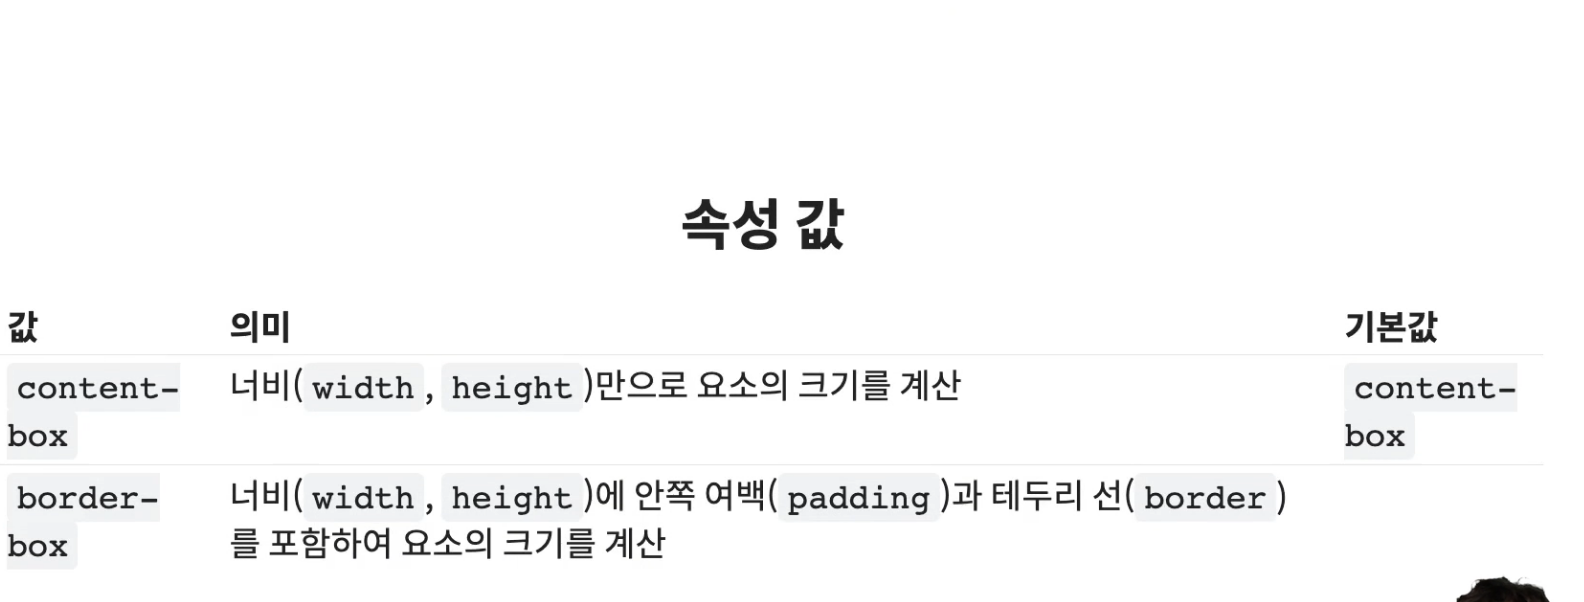 속성 값
값 의미 기본값
content- 너비( width , height )만으로 요소의 크기를 계산 content-
box box
border- 너비( width , height )에 안쪽 여백( padding )과 테두리 선( border )
box 를 포함하여 요소의 크기를 계산